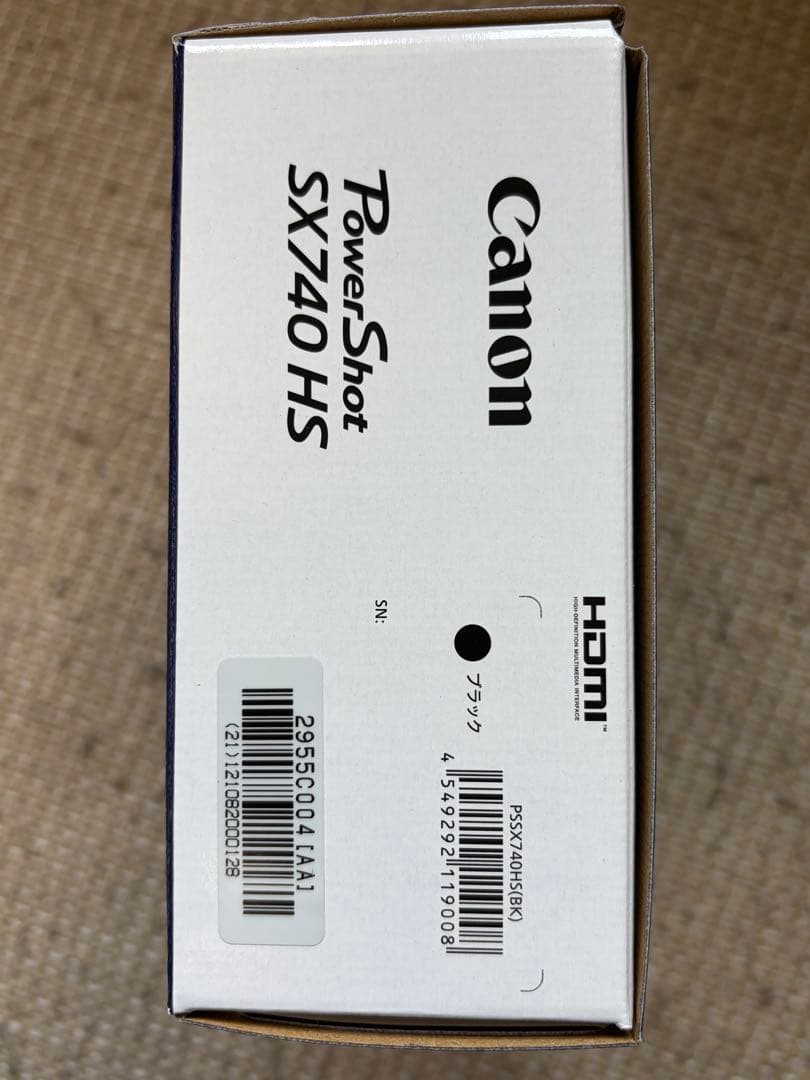 Canon
PowerShot
SX740 HS
HDMI™
HIGH-DEFINITION MULTIMEDIA INTERFACE
PSSX740HS(BK)
4 549292 119008
ブラック
SN:
2955C004[AA]
(21)121082000128